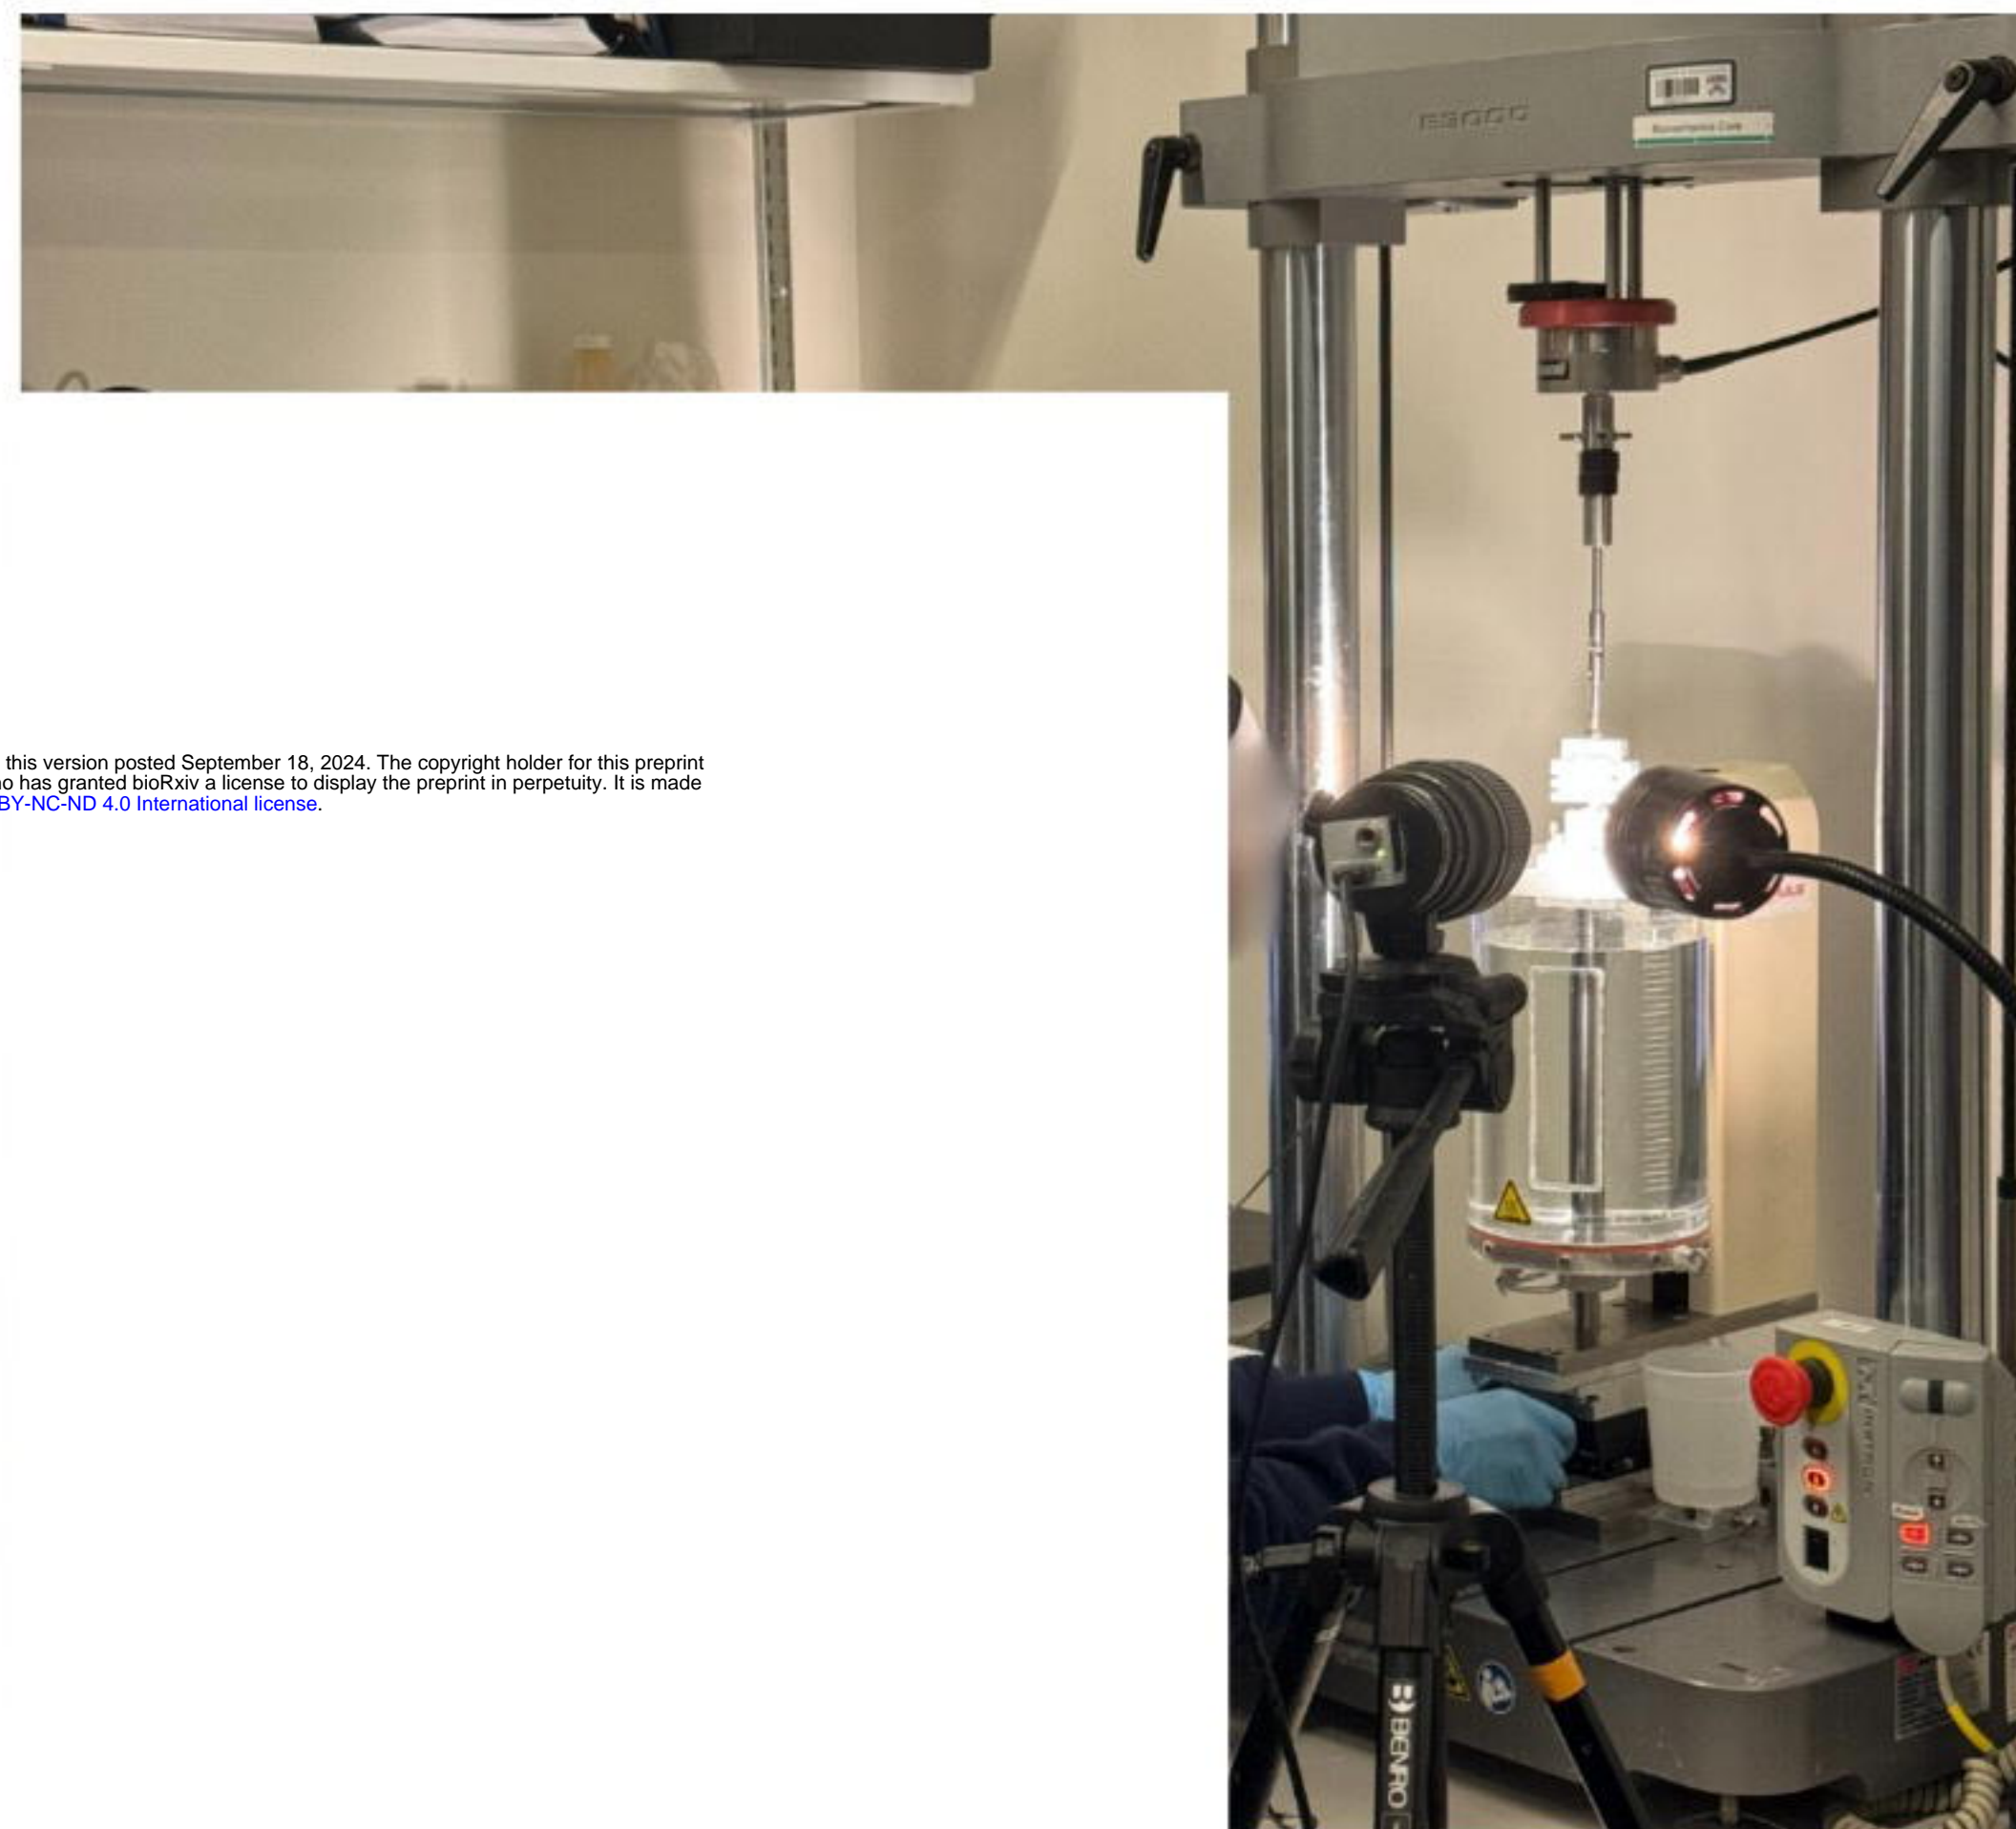 E3000
this version posted September 18, 2024. The copyright holder for this preprint
has granted bioRxiv a license to display the preprint in perpetuity. It is made
BY-NC-ND 4.0 International license.
BENRO